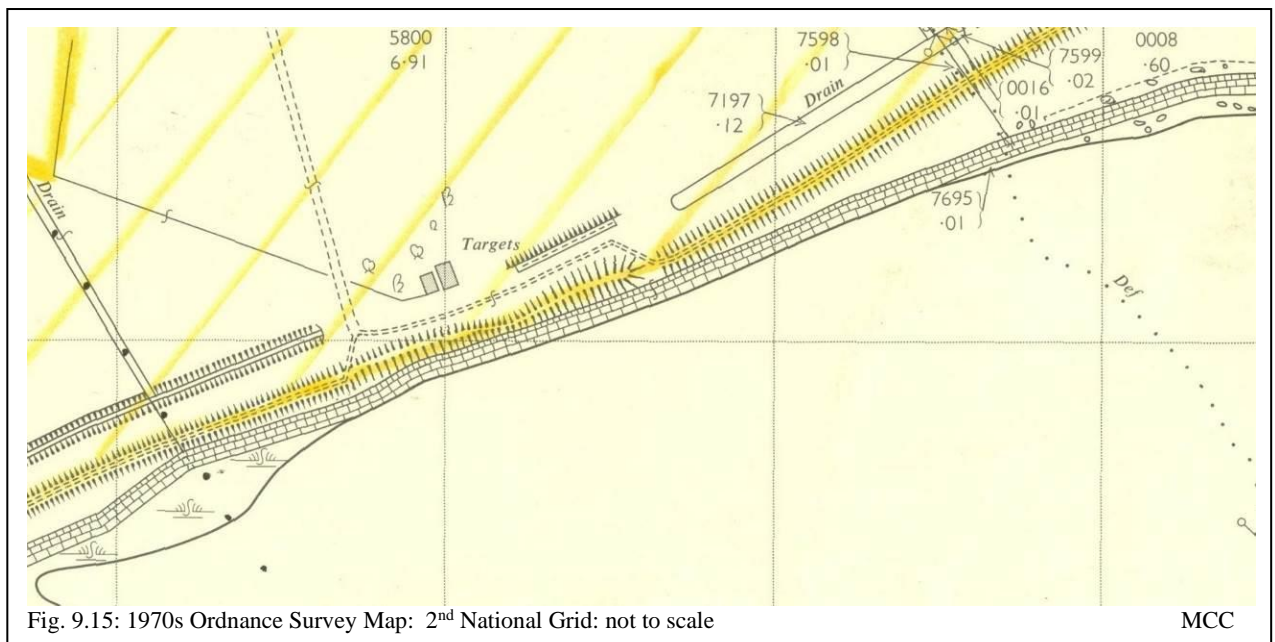 5800
6·91
7598
·01
7599
·02
0008
·60
0016
·01
7197
·12
Drain
Drain
Targets
7695
·01
Def
Fig. 9.15: 1970s Ordnance Survey Map: 2nd National Grid: not to scale MCC